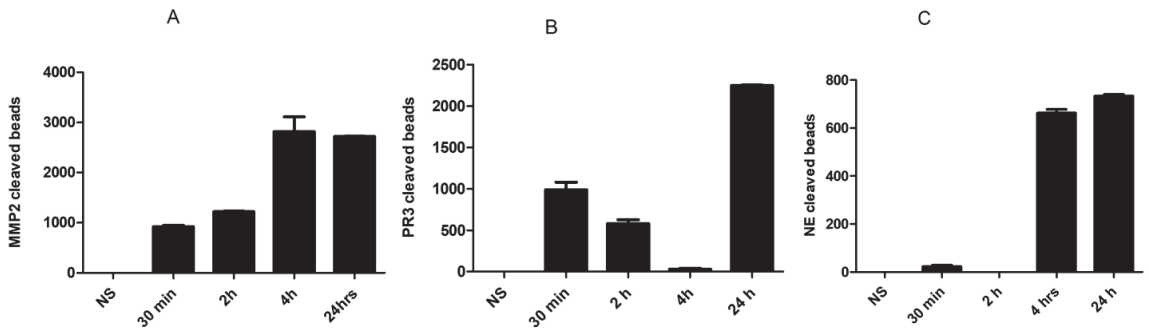 A
MMP2 cleaved beads
4000
3000
2000
1000
0
NS
30 min
2h
4h
24hrs
B
PR3 cleaved beads
2500
2000
1500
1000
500
0
NS
30 min
2 h
4h
24 h
C
NE cleaved beads
800
600
400
200
0
NS
30 min
2 h
4 hrs
24 h